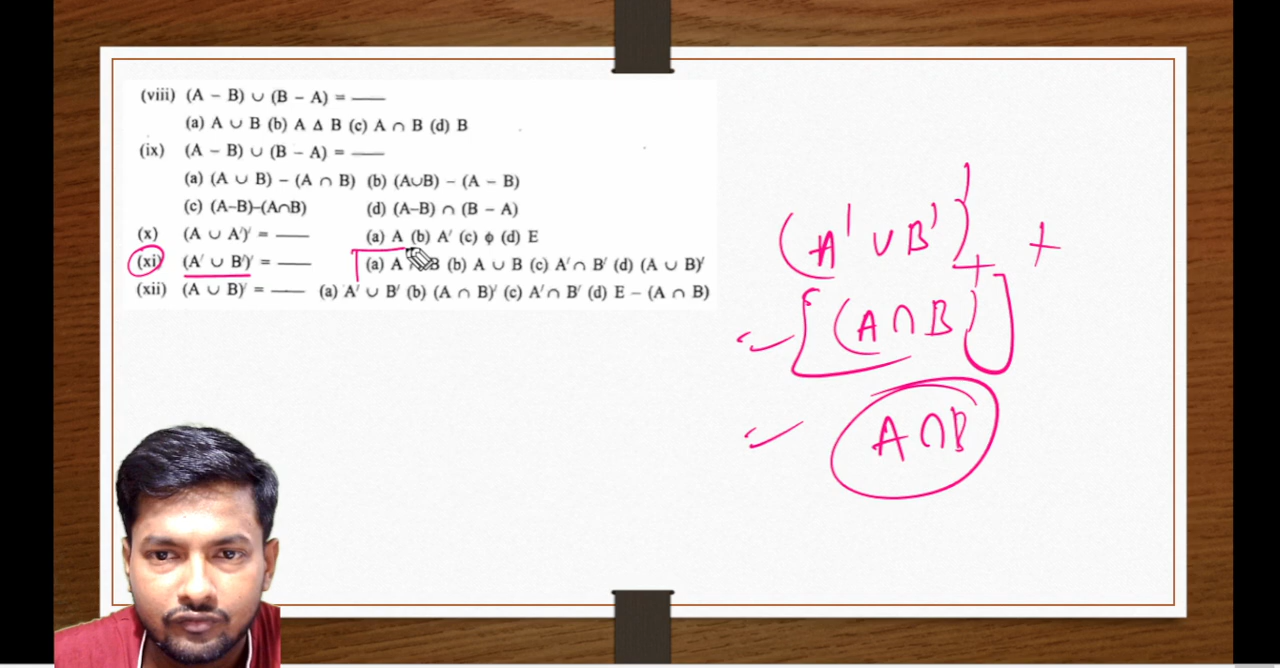 (viii) (A − B) ∪ (B − A) = ——
(a) A ∪ B (b) A Δ B (c) A ∩ B (d) B
(ix) (A − B) ∪ (B − A) = ——
(a) (A ∪ B) − (A ∩ B) (b) (A∪B) − (A − B)
(c) (A−B)−(A∩B) (d) (A−B) ∩ (B − A)
(x) (A ∪ A')' = —— (a) A (b) A' (c) ϕ (d) E
(xi) (A' ∪ B')' = —— (a) A B (b) A ∪ B (c) A' ∩ B' (d) (A ∪ B)'
(xii) (A ∪ B)' = —— (a) A' ∪ B' (b) (A ∩ B)' (c) A'∩ B' (d) E − (A ∩ B)
(A' ∪ B')
[(A ∩ B)]
A ∩ B